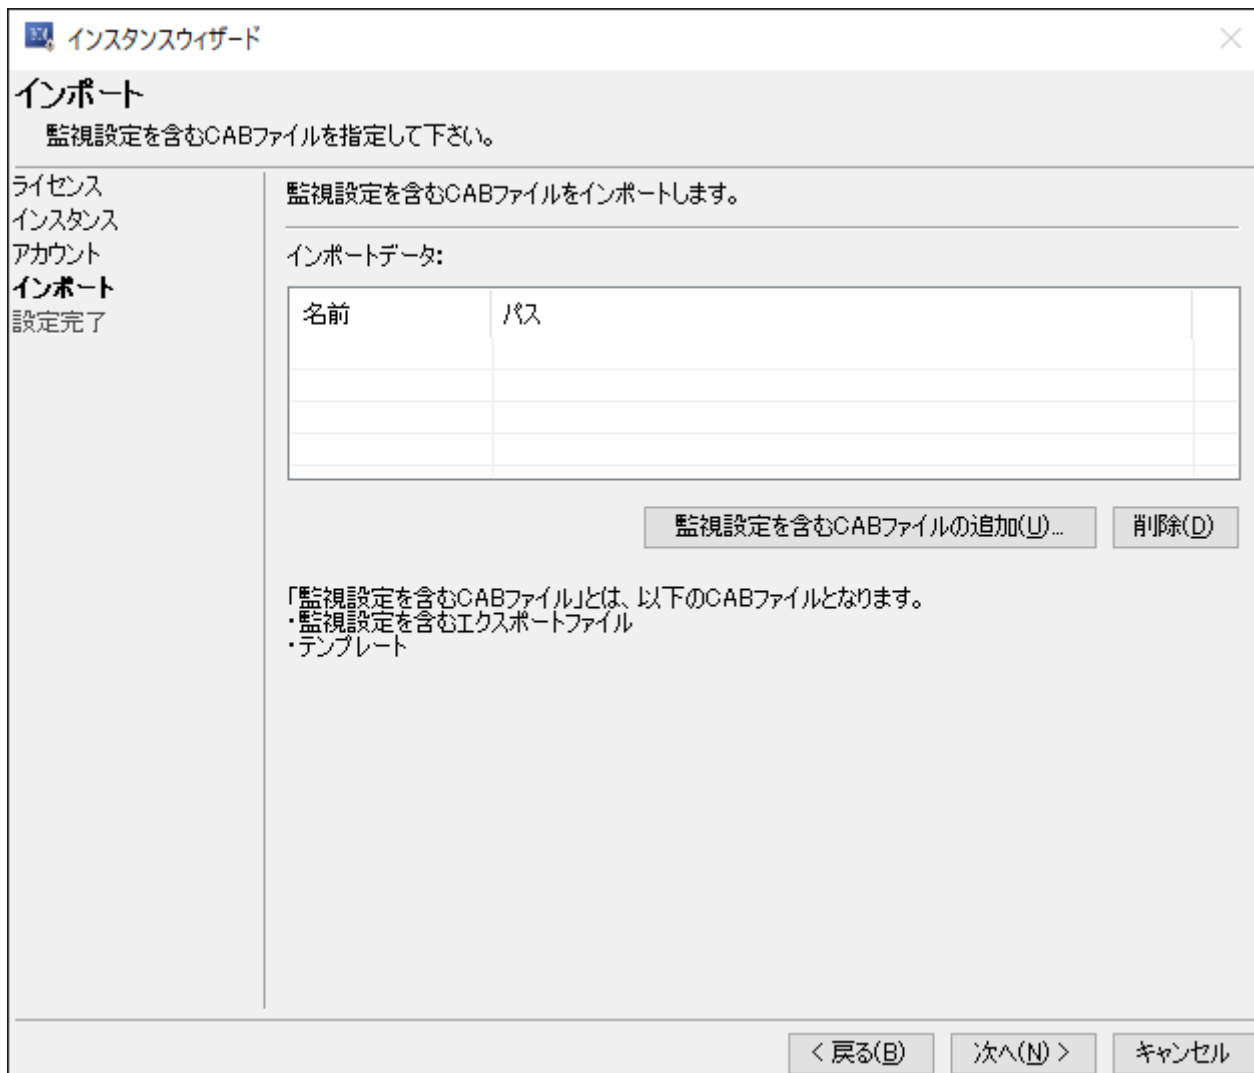 インスタンスウィザード
インポート
監視設定を含むCABファイルを指定して下さい。
ライセンス
インスタンス
アカウント
インポート
設定完了
監視設定を含むCABファイルをインポートします。
インポートデータ:
名前 パス
監視設定を含むCABファイルの追加(U)... 削除(D)
「監視設定を含むCABファイル」とは、以下のCABファイルとなります。
・監視設定を含むエクスポートファイル
・テンプレート
< 戻る(B) 次へ(N) > キャンセル